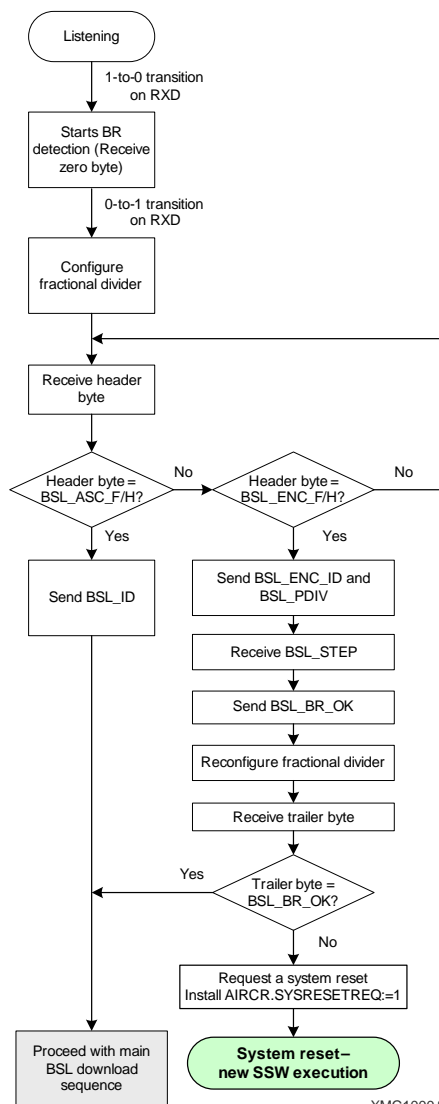 Listening
1-to-0 transition
on RXD
Starts BR
detection (Receive
zero byte)
0-to-1 transition
on RXD
Configure
fractional divider
Receive header
byte
Header byte =
BSL_ASC_F/H?
No
Header byte =
BSL_ENC_F/H?
No
Yes
Yes
Send BSL_ID
Send BSL_ENC_ID and
BSL_PDIV
Receive BSL_STEP
Send BSL_BR_OK
Reconfigure fractional divider
Receive trailer byte
Yes
Trailer byte =
BSL_BR_OK?
No
Request a system reset
Install AIRCR.SYSRESETREQ:=1
Proceed with main
BSL download
sequence
System reset–
new SSW execution